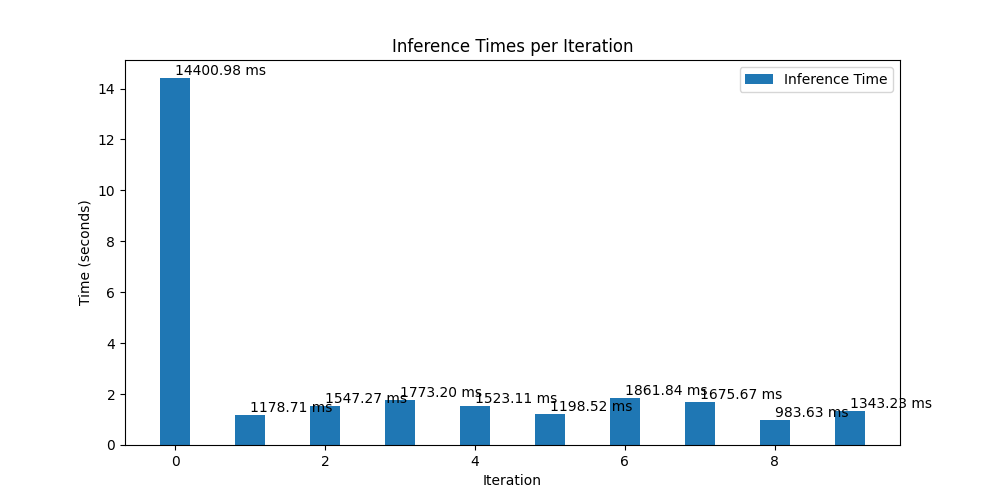 Inference Times per Iteration
Inference Time
Time (seconds)
14
12
10
8
6
4
2
0
14400.98 ms
1178.71 ms
1547.27 ms
1773.20 ms
1523.11 ms
1198.52 ms
1861.84 ms
1675.67 ms
983.63 ms
1343.23 ms
0 2 4 6 8
Iteration